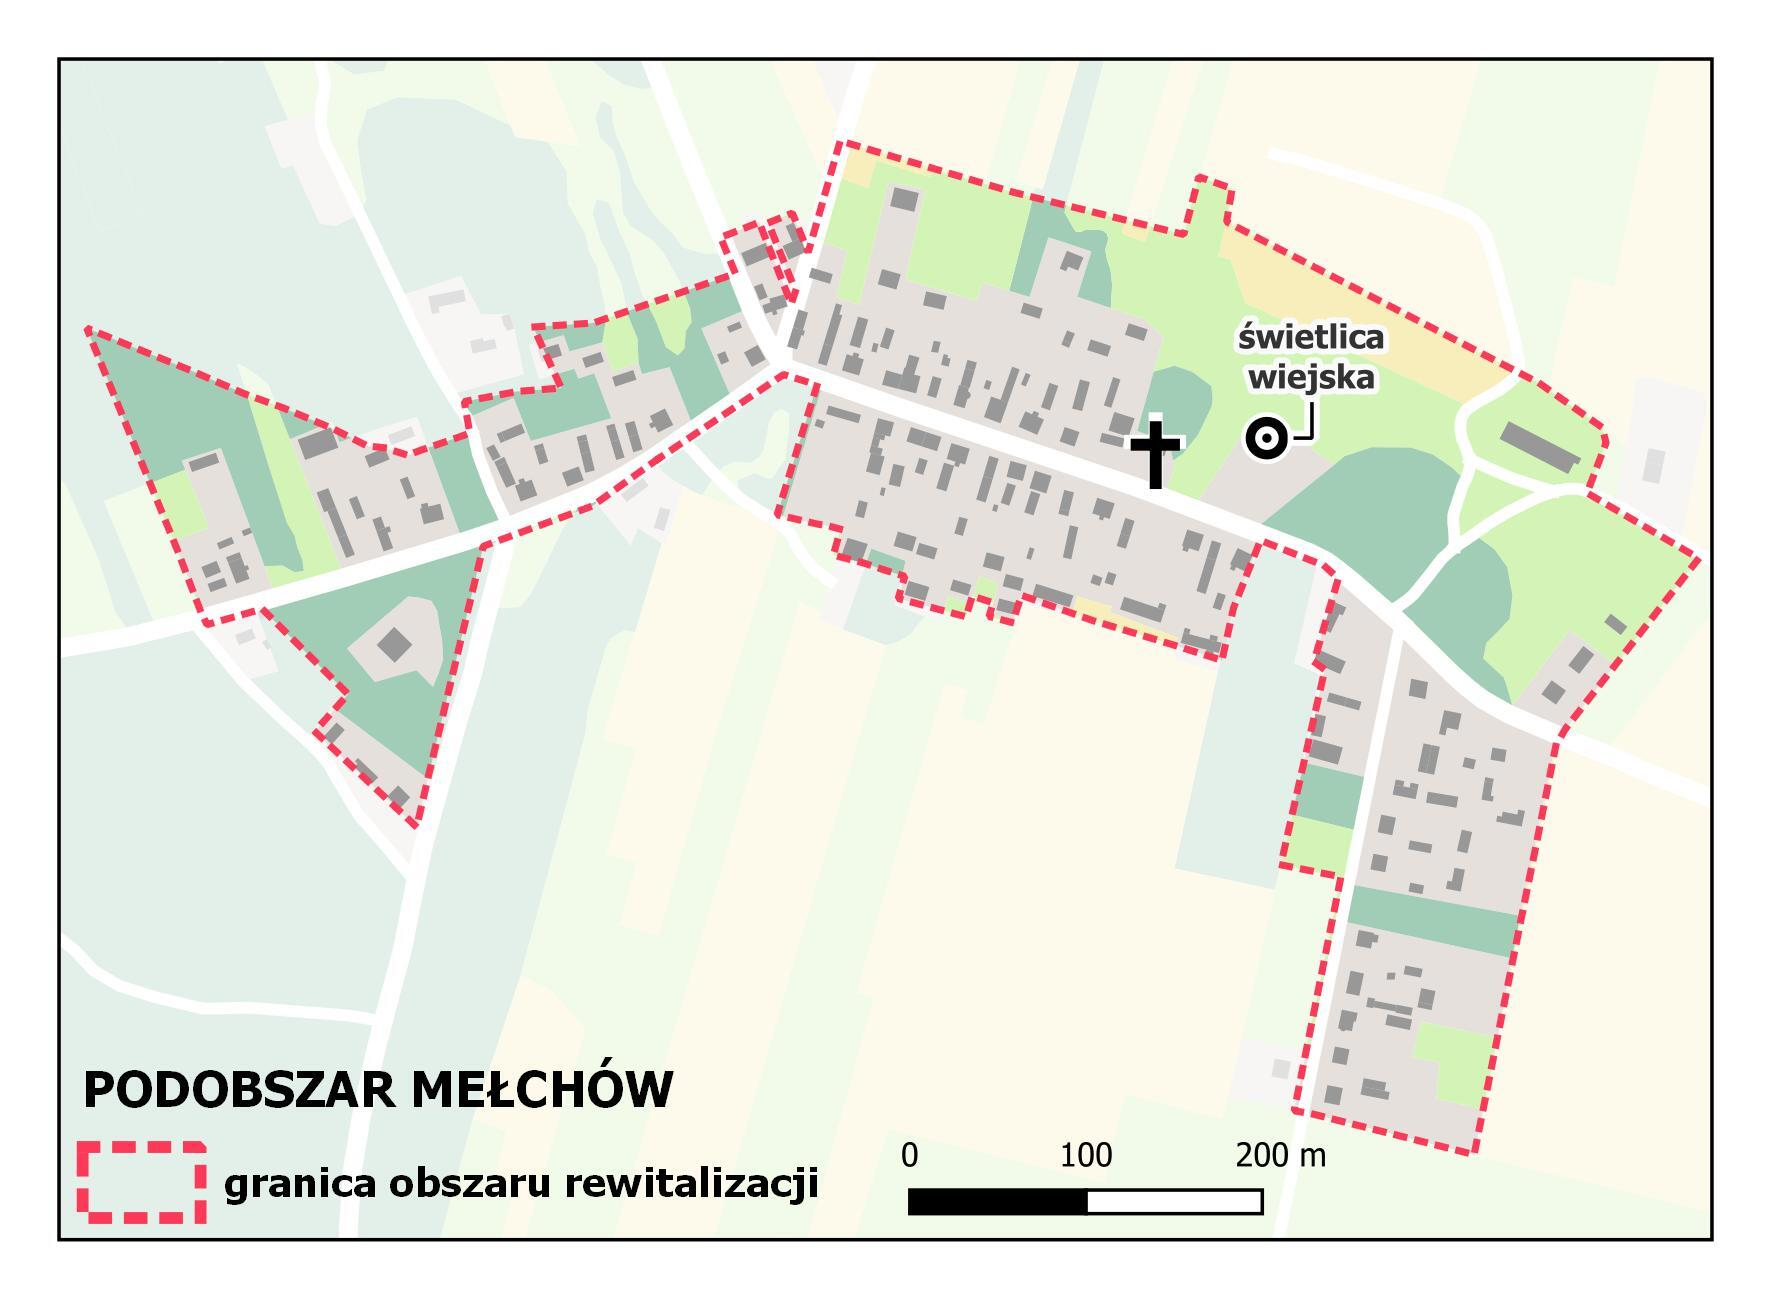 świetlica
wiejska
PODOBSZAR MEŁCHÓW
granica obszaru rewitalizacji
0 100 200 m